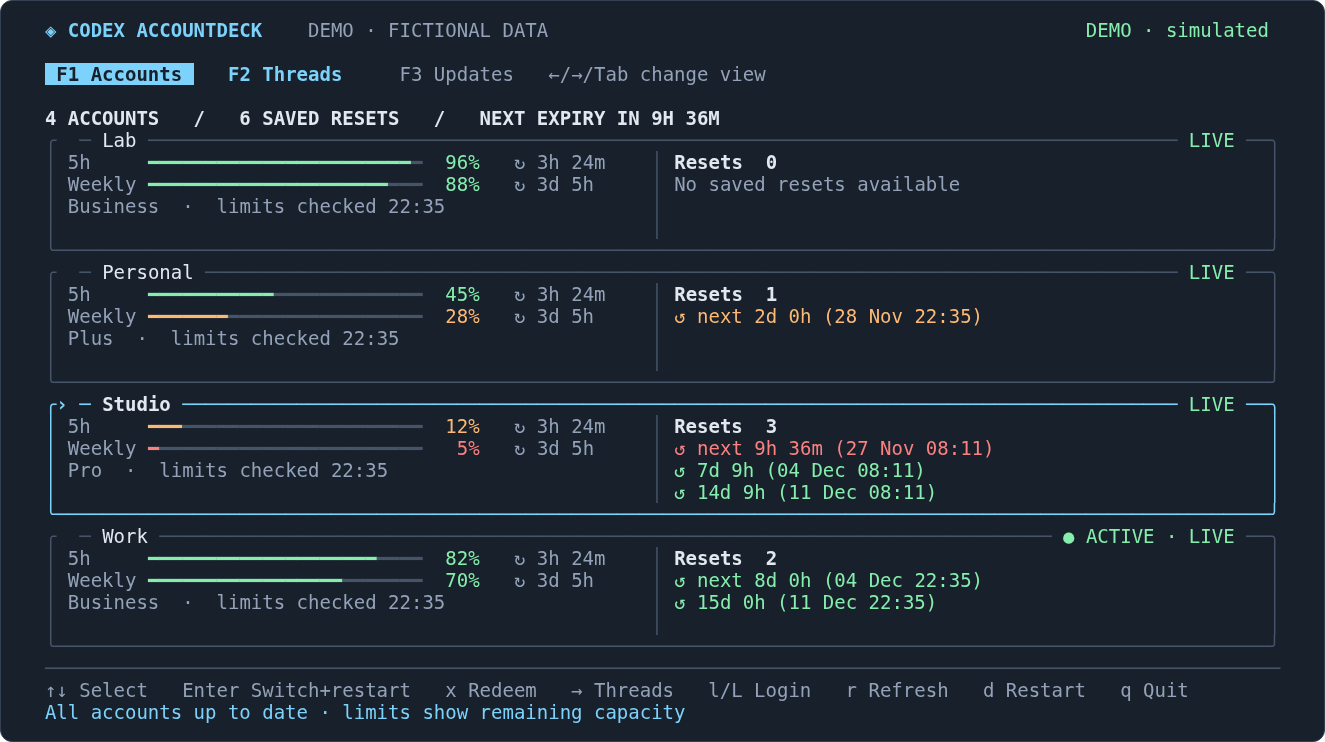 ◈ CODEX ACCOUNTDECK    DEMO · FICTIONAL DATA    DEMO · simulated
F1 Accounts   F2 Threads   F3 Updates   ←/→/Tab change view
4 ACCOUNTS   /   6 SAVED RESETS   /   NEXT EXPIRY IN 9H 36M
Lab   LIVE
5h   96%   ↻ 3h 24m   Resets  0
Weekly   88%   ↻ 3d 5h   No saved resets available
Business  ·  limits checked 22:35
Personal   LIVE
5h   45%   ↻ 3h 24m   Resets  1
Weekly   28%   ↻ 3d 5h   ↺ next 2d 0h (28 Nov 22:35)
Plus  ·  limits checked 22:35
› Studio   LIVE
5h   12%   ↻ 3h 24m   Resets  3
Weekly   5%   ↻ 3d 5h   ↺ next 9h 36m (27 Nov 08:11)
Pro  ·  limits checked 22:35   ↺ 7d 9h (04 Dec 08:11)
↺ 14d 9h (11 Dec 08:11)
Work   ● ACTIVE · LIVE
5h   82%   ↻ 3h 24m   Resets  2
Weekly   70%   ↻ 3d 5h   ↺ next 8d 0h (04 Dec 22:35)
Business  ·  limits checked 22:35   ↺ 15d 0h (11 Dec 22:35)
↑↓ Select   Enter Switch+restart   x Redeem   → Threads   l/L Login   r Refresh   d Restart   q Quit
All accounts up to date · limits show remaining capacity